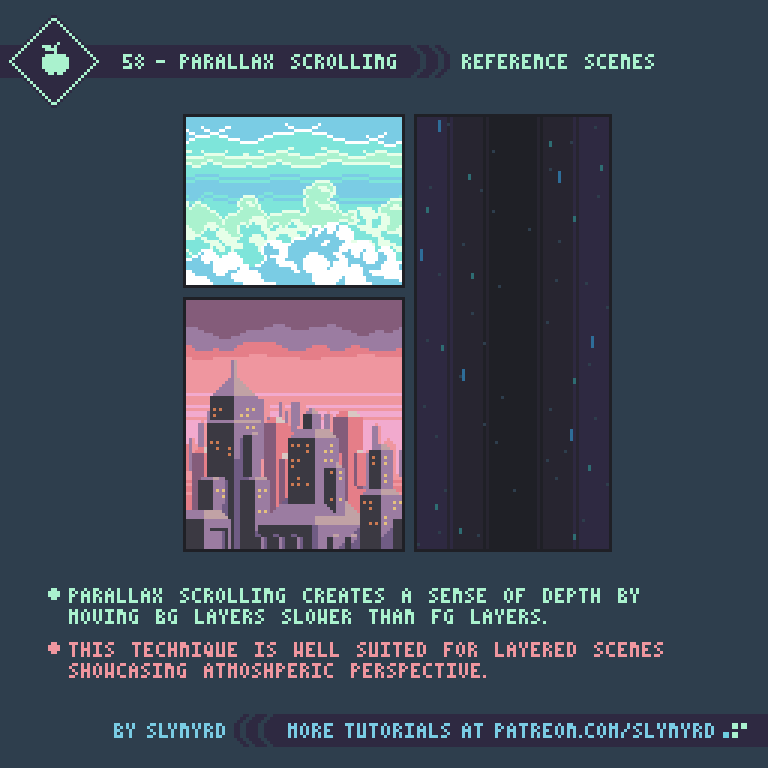 58 - PARALLAX SCROLLING
REFERENCE SCENES
PARALLAX SCROLLING CREATES A SENSE OF DEPTH BY
MOVING BG LAYERS SLOWER THAN FG LAYERS.
THIS TECHNIQUE IS WELL SUITED FOR LAYERED SCENES
SHOWCASING ATMOSHPERIC PERSPECTIVE.
BY SLYNYRD
MORE TUTORIALS AT PATREON.COM/SLYNYRD